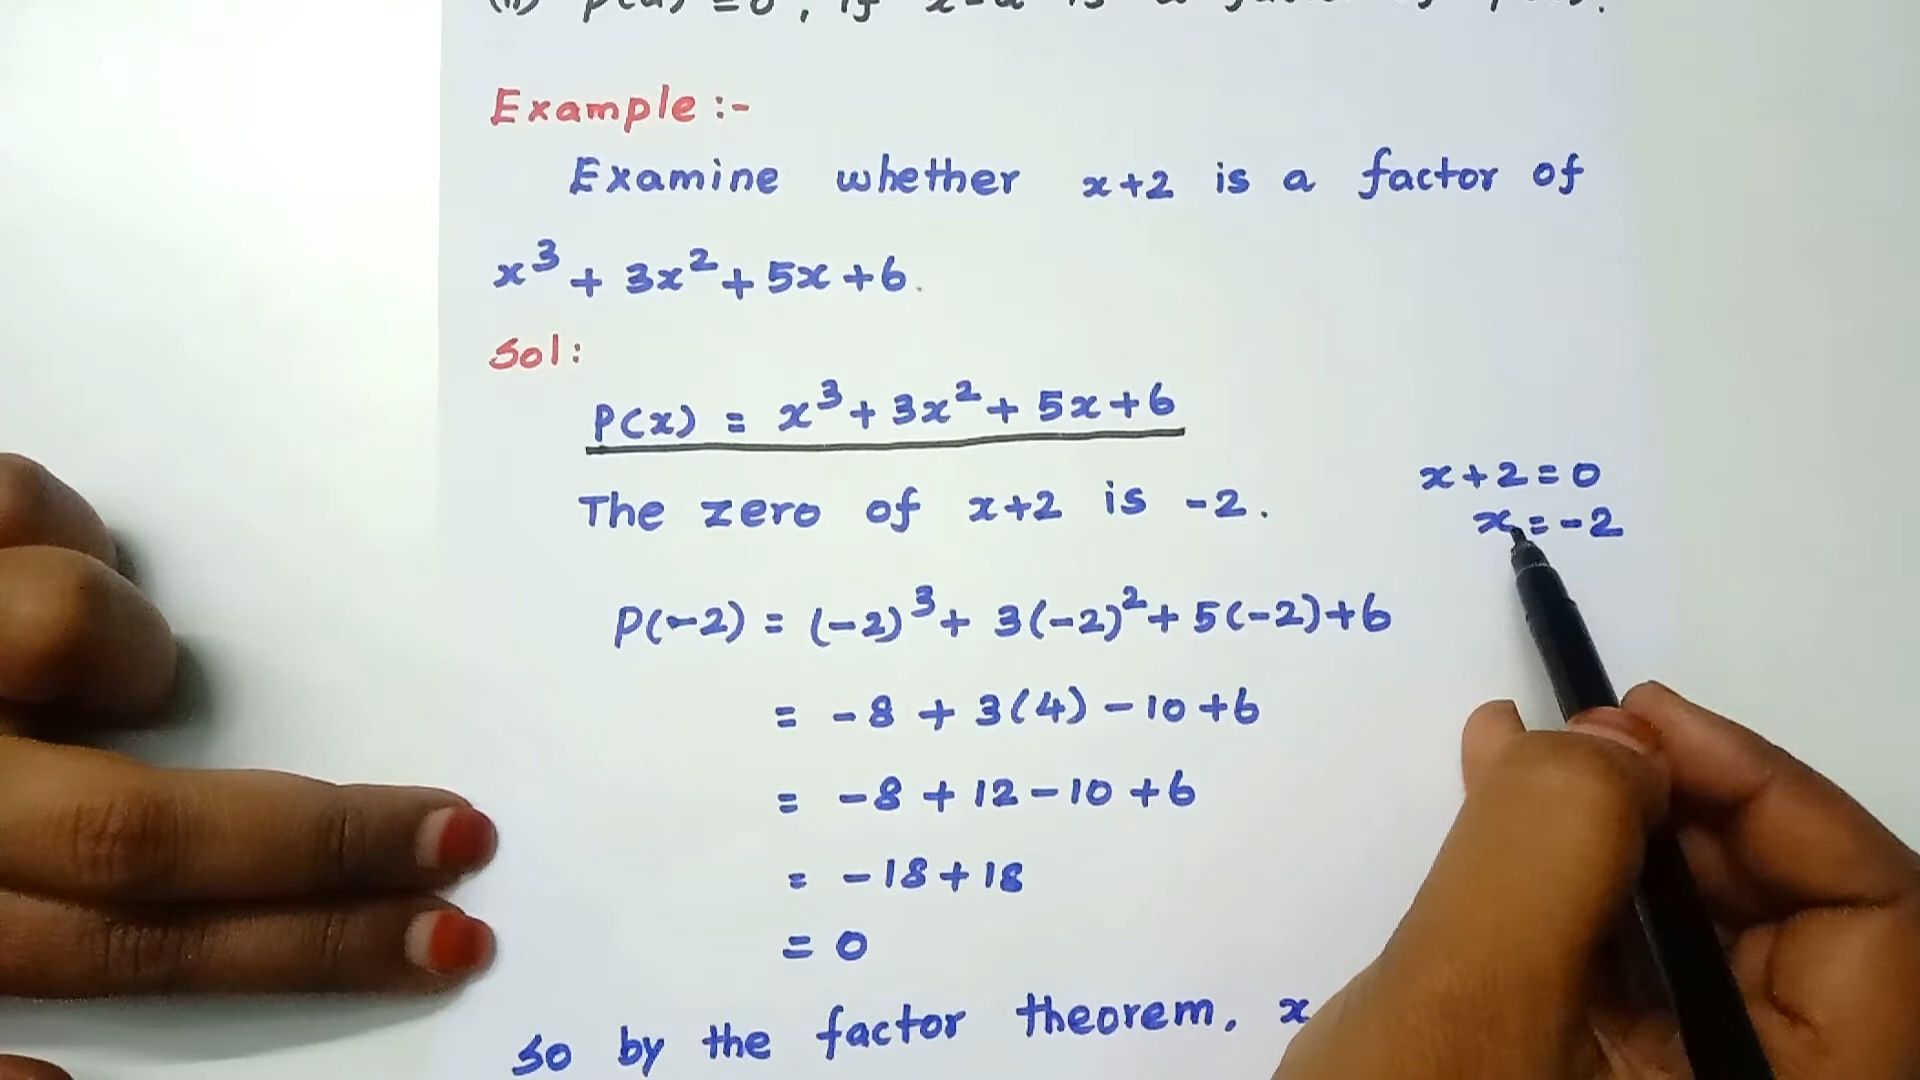 Example :-
Examine whether x+2 is a factor of
x³ + 3x² + 5x + 6.
Sol:
P(x) = x³ + 3x² + 5x + 6
The zero of x+2 is -2.
x + 2 = 0
x = -2
P(-2) = (-2)³ + 3(-2)² + 5(-2) + 6
= -8 + 3(4) - 10 + 6
= -8 + 12 - 10 + 6
= -18 + 18
= 0
So by the factor theorem, x